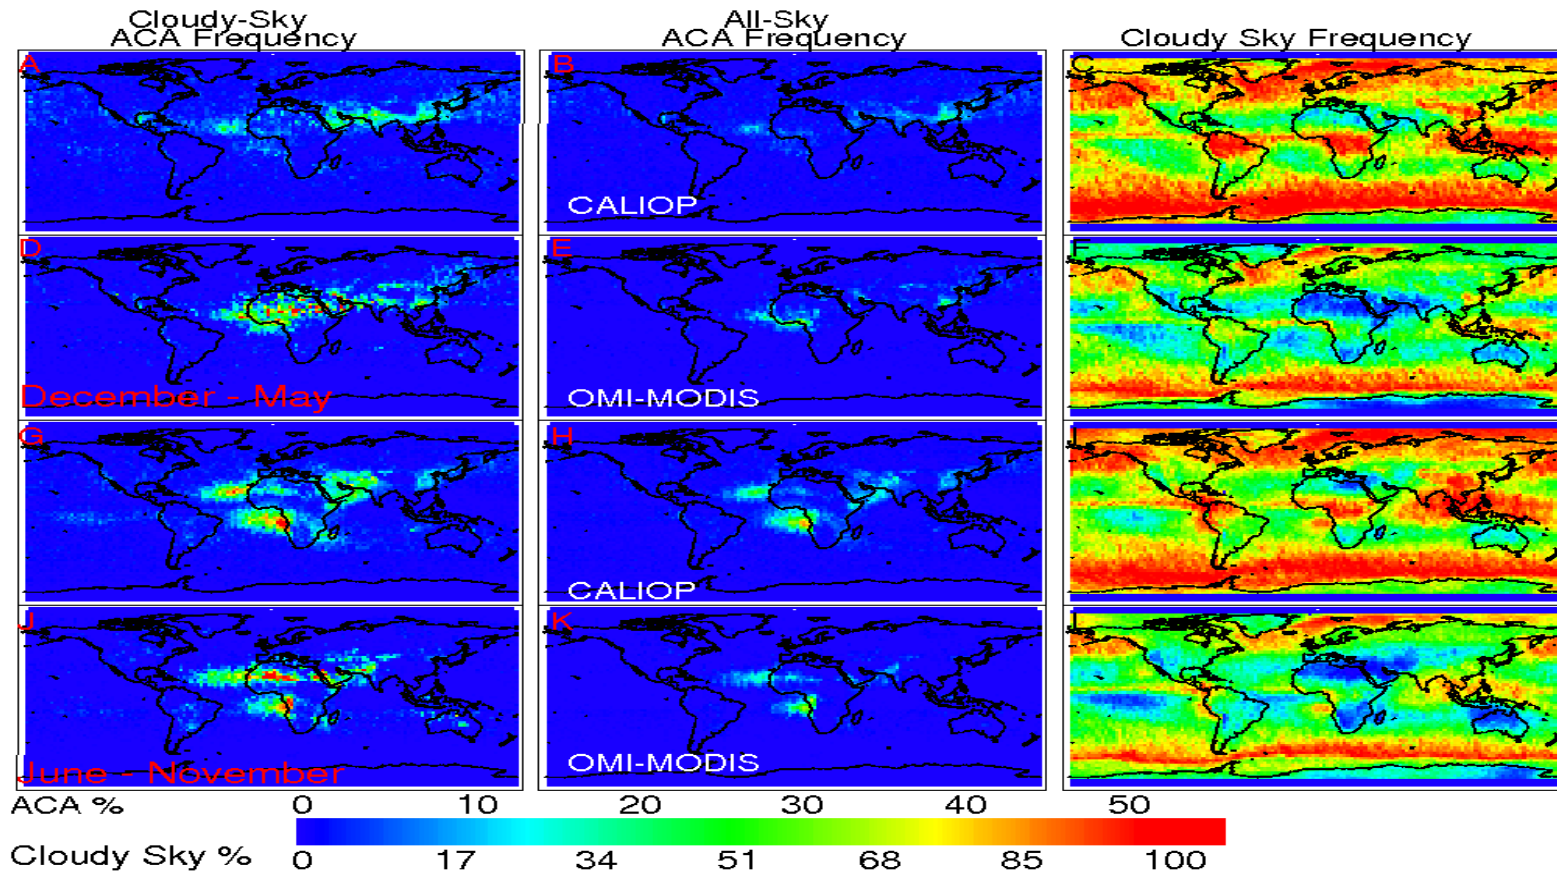 Cloudy-Sky
ACA Frequency
All-Sky
ACA Frequency
Cloudy Sky Frequency
A
B
C
CALIOP
D
E
F
December - May
OMI-MODIS
G
H
I
CALIOP
J
K
L
June - November
OMI-MODIS
ACA % 0 10 20 30 40 50
Cloudy Sky % 0 17 34 51 68 85 100